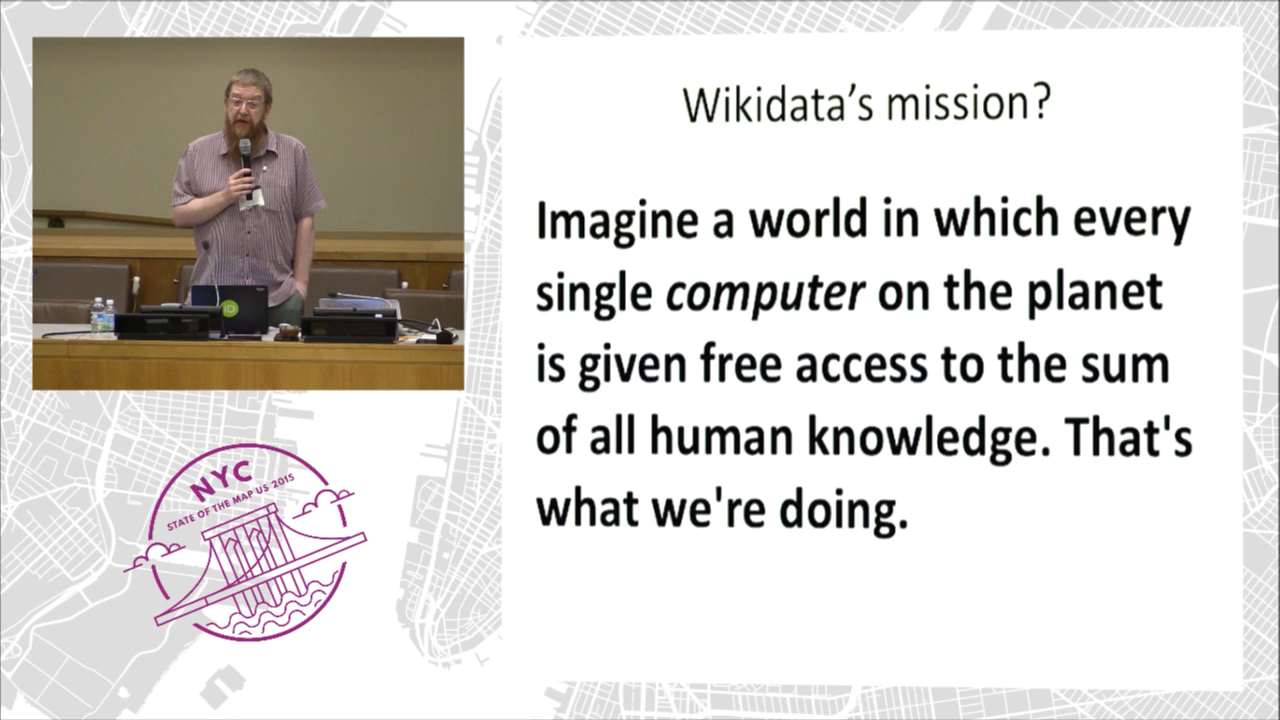 Wikidata’s mission?
Imagine a world in which every
single computer on the planet
is given free access to the sum
of all human knowledge. That's
what we're doing.
iD
NYC
STATE OF THE MAP US 2015